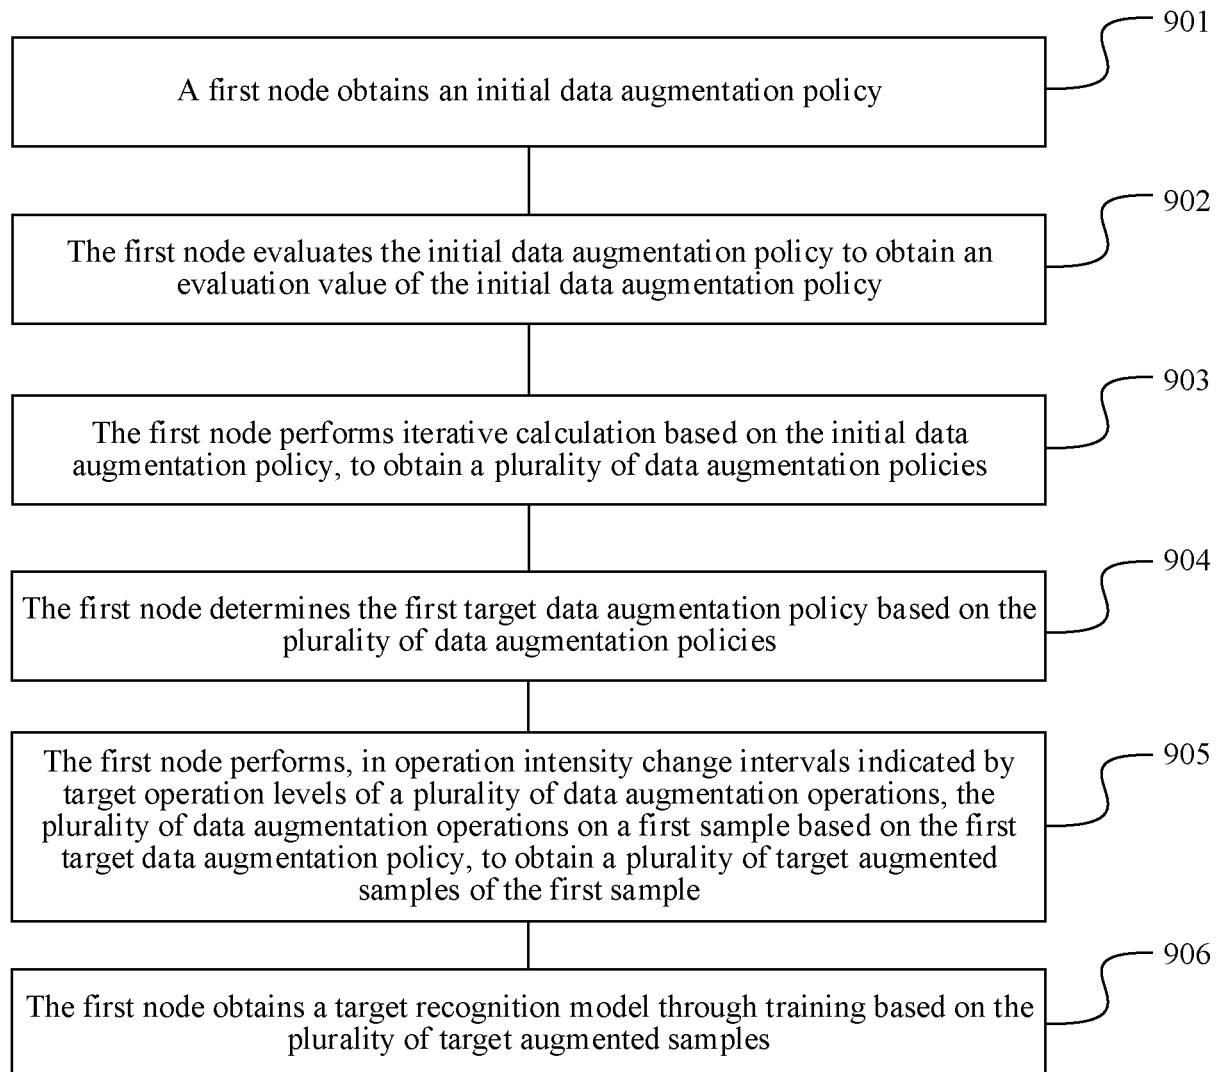 901
A first node obtains an initial data augmentation policy
902
The first node evaluates the initial data augmentation policy to obtain an
evaluation value of the initial data augmentation policy
903
The first node performs iterative calculation based on the initial data
augmentation policy, to obtain a plurality of data augmentation policies
904
The first node determines the first target data augmentation policy based on the
plurality of data augmentation policies
905
The first node performs, in operation intensity change intervals indicated by
target operation levels of a plurality of data augmentation operations, the
plurality of data augmentation operations on a first sample based on the first
target data augmentation policy, to obtain a plurality of target augmented
samples of the first sample
906
The first node obtains a target recognition model through training based on the
plurality of target augmented samples